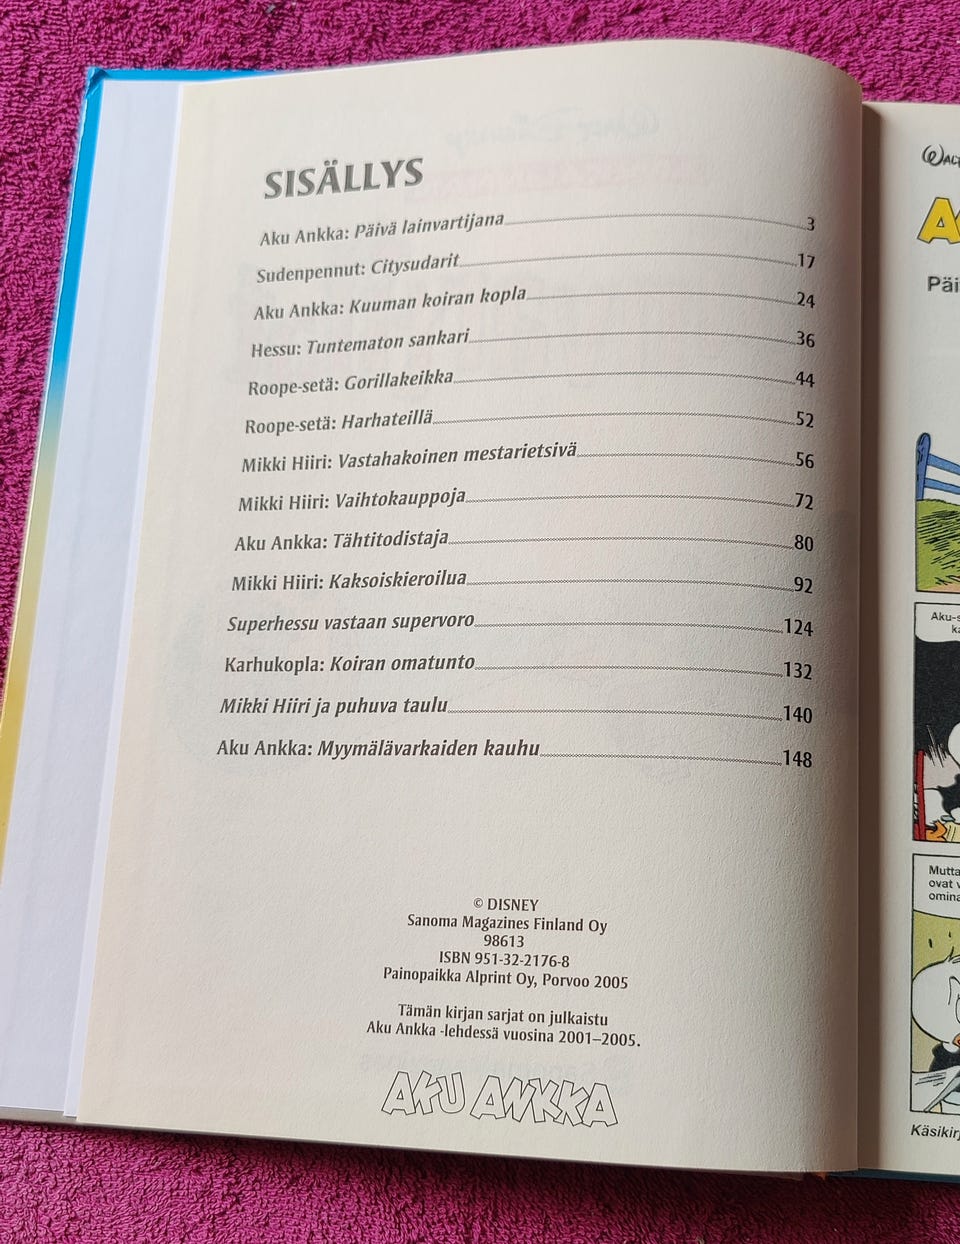 SISÄLLYS
Aku Ankka: Päivä lainvartijana 3
Sudenpennut: Citysudarit 17
Aku Ankka: Kuuman koiran kopla 24
Hessu: Tuntematon sankari 36
Roope-setä: Gorillakeikka 44
Roope-setä: Harhateillä 52
Mikki Hiiri: Vastahakoinen mestarietsivä 56
Mikki Hiiri: Vaihtokauppoja 72
Aku Ankka: Tähtitodistaja 80
Mikki Hiiri: Kaksoiskieroilua 92
Superhessu vastaan supervoro 124
Karhukopla: Koiran omatunto 132
Mikki Hiiri ja puhuva taulu 140
Aku Ankka: Myymälävarkaiden kauhu 148
© DISNEY
Sanoma Magazines Finland Oy
98613
ISBN 951-32-2176-8
Painopaikka Alprint Oy, Porvoo 2005
Tämän kirjan sarjat on julkaistu
Aku Ankka -lehdessä vuosina 2001–2005.
AKU ANKKA
Mutta
ovat